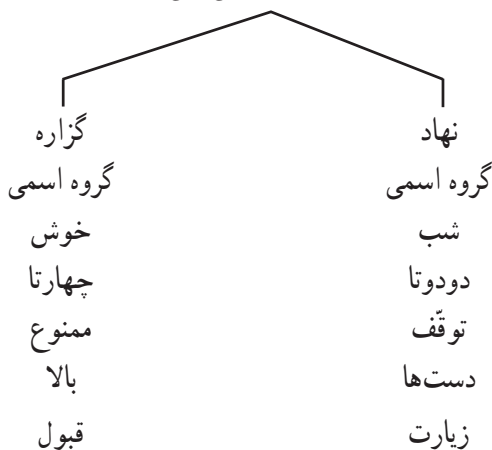 نهاد گزاره
گروه اسمی گروه اسمی
شب خوش
دودوتا چهارتا
توقّف ممنوع
دست‌ها بالا
زیارت قبول